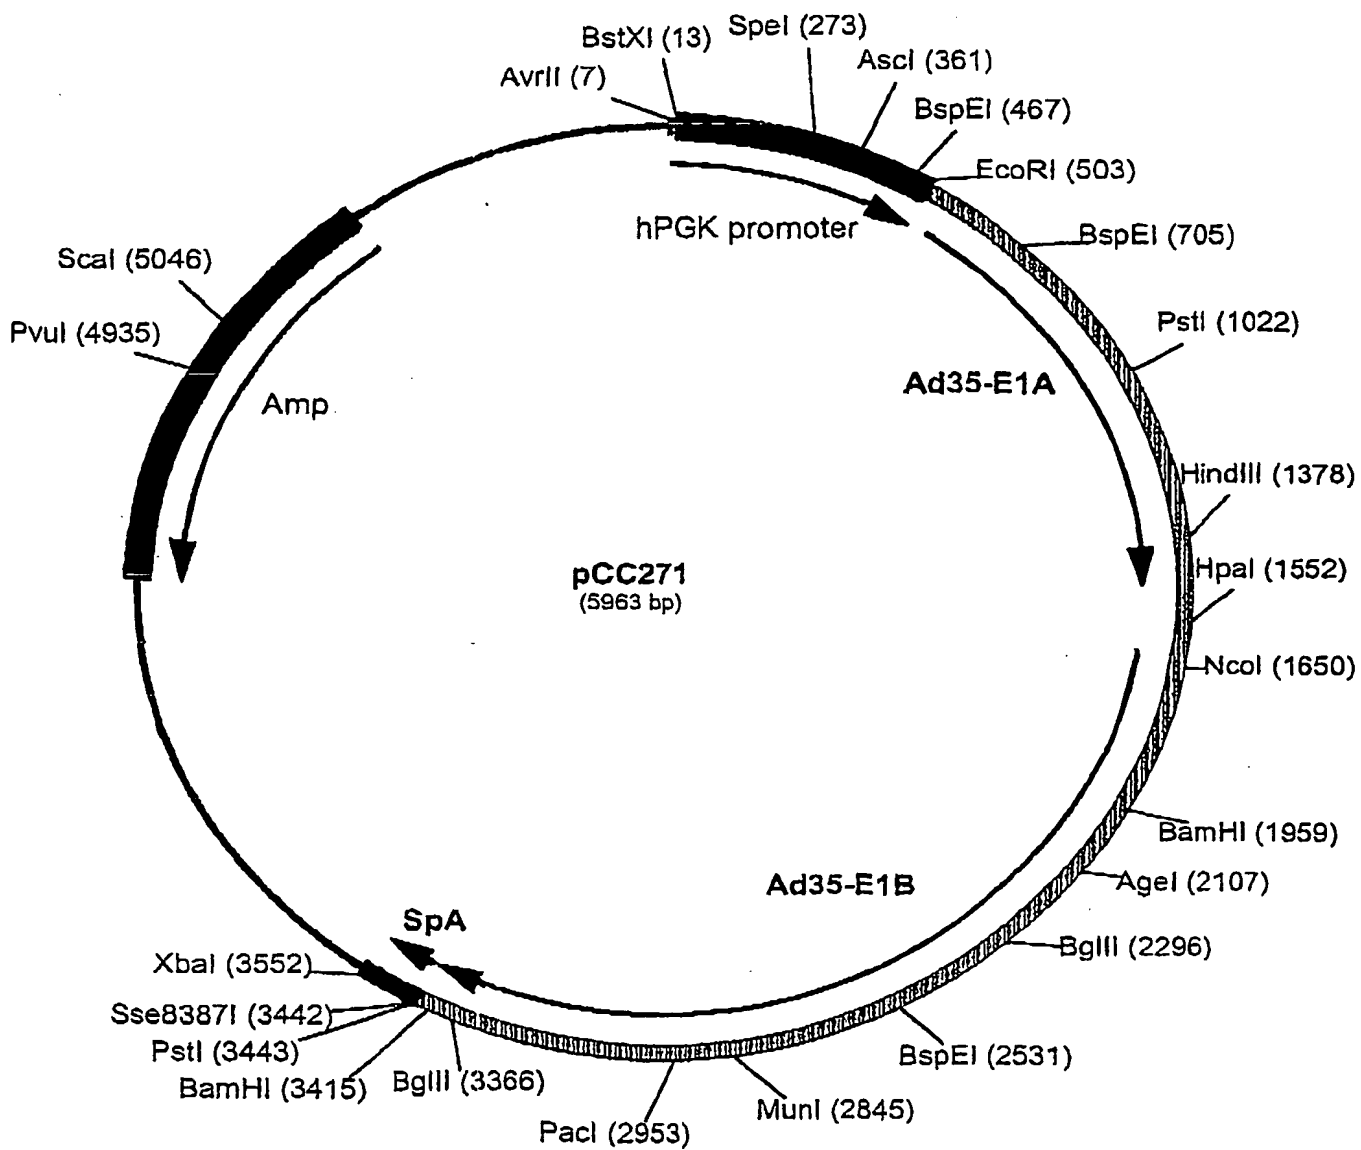 BstXI (13)
SpeI (273)
AvrII (7)
AscI (361)
BspEI (467)
EcoRI (503)
hPGK promoter
BspEI (705)
ScaI (5046)
PvuI (4935)
PstI (1022)
Ad35-E1A
Amp
HindIII (1378)
pCC271
(5963 bp)
HpaI (1552)
NcoI (1650)
BamHI (1959)
Ad35-E1B
AgeI (2107)
SpA
BglII (2296)
XbaI (3552)
Sse8387I (3442)
PstI (3443)
BamHI (3415)
BglII (3366)
BspEI (2531)
MunI (2845)
PacI (2953)